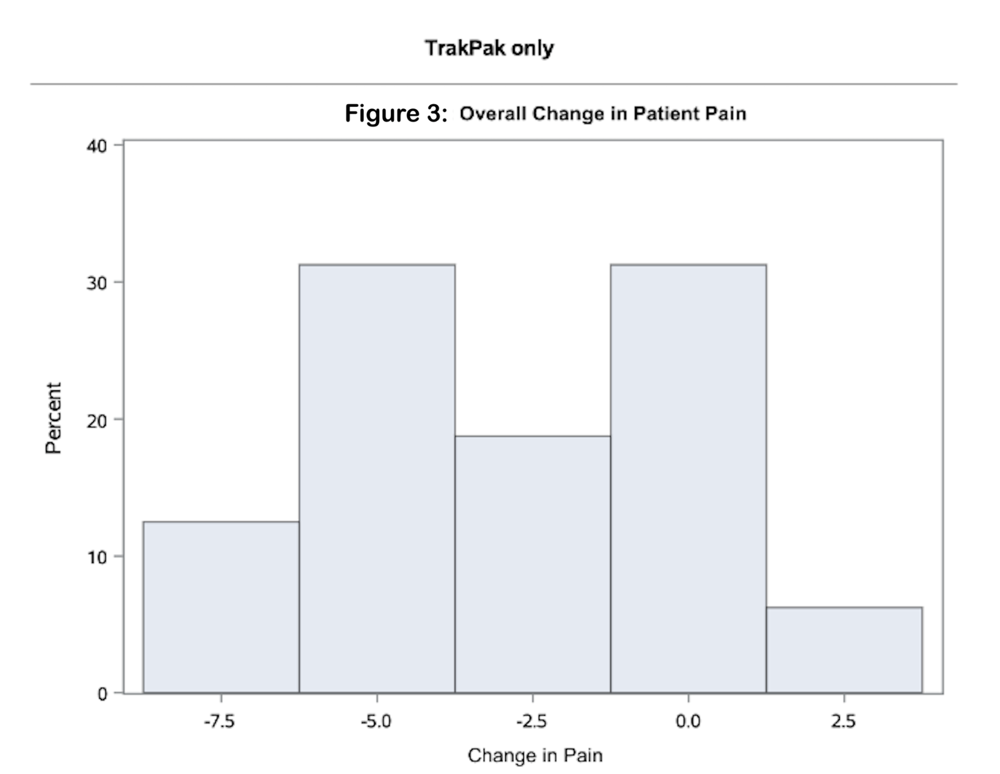 TrakPak only
Figure 3: Overall Change in Patient Pain
40
30
20
10
0
Percent
-7.5 -5.0 -2.5 0.0 2.5
Change in Pain